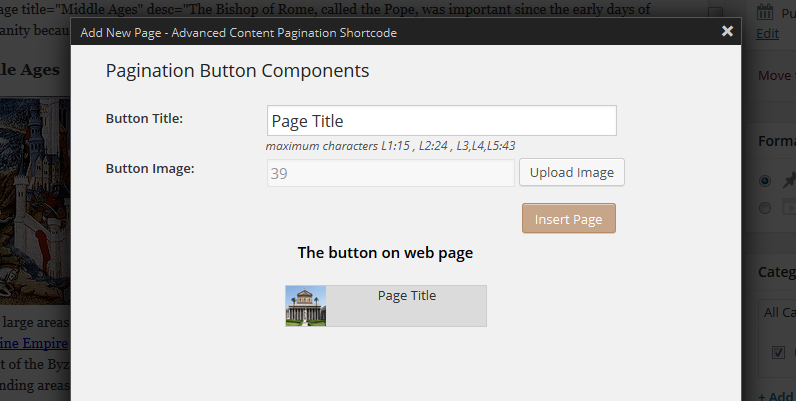 ge title="Middle Ages" desc="The Bishop of Rome, called the Pope, was important since the early days of
anity becau
Add New Page - Advanced Content Pagination Shortcode
Pu
Edit
Move
dle Ages
Pagination Button Components
Button Title:
Page Title
maximum characters L1:15 , L2:24 , L3,L4,L5:43
Button Image:
39
Upload Image
Insert Page
The button on web page
Page Title
Forma
Categ
All Ca
+ Add
large areas
ine Empire
t of the Byz
nding areas